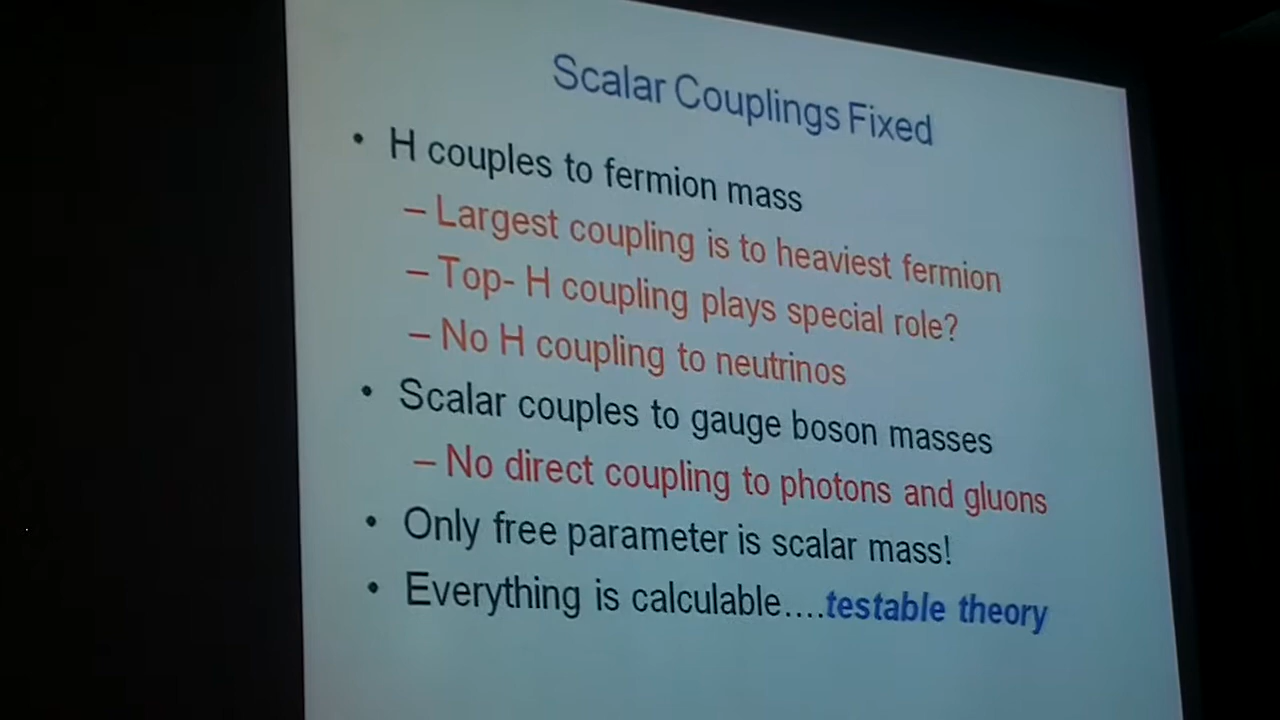 Scalar Couplings Fixed
• H couples to fermion mass
– Largest coupling is to heaviest fermion
– Top- H coupling plays special role?
– No H coupling to neutrinos
• Scalar couples to gauge boson masses
– No direct coupling to photons and gluons
• Only free parameter is scalar mass!
• Everything is calculable....testable theory